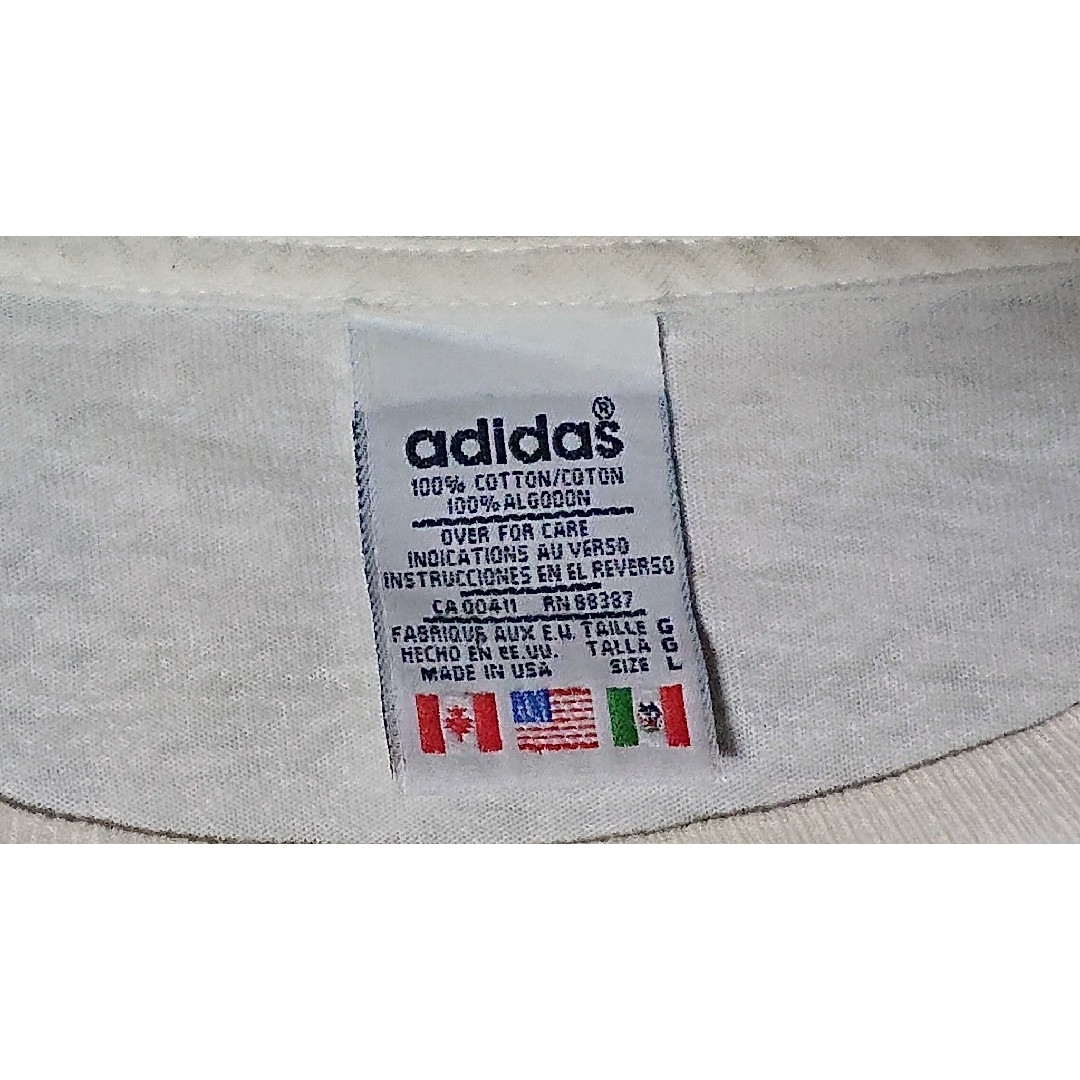 adidas®
100% COTTON/COTON
100% ALGODON
OVER FOR CARE
INDICATIONS AU VERSO
INSTRUCCIONES EN EL REVERSO
CA 00411 RN 88387
FABRIQUE AUX E.U. TAILLE G
HECHO EN EE.UU. TALLA G
MADE IN USA SIZE L